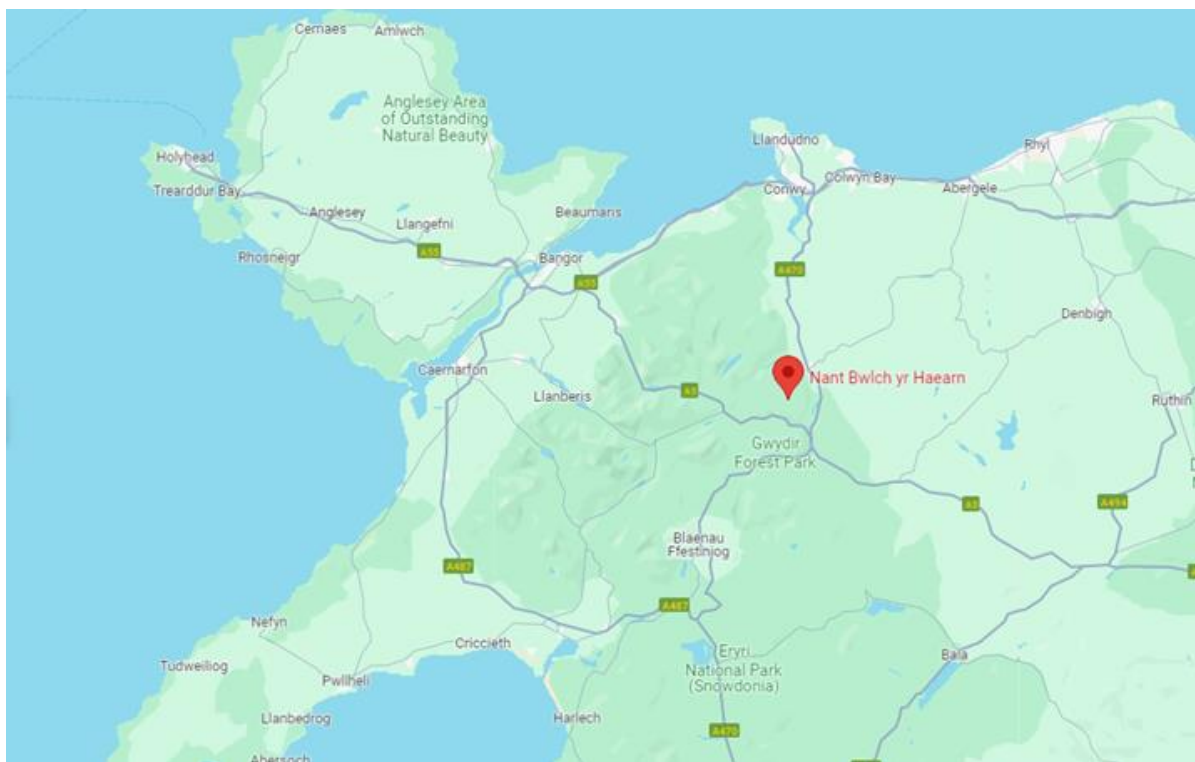 Cemaes
Amlwch
Anglesey Area
of Outstanding
Natural Beauty
Llandudno
Rhyl
Holyhead
Conwy
Colwyn Bay
Abergele
Trearddur Bay
Anglesey
Llangefni
Beaumaris
A55
Rhosneigr
Bangor
A55
A470
Denbigh
Caernarfon
Nant Bwlch yr Haearn
Llanberis
A5
Ruthin
Gwydir
Forest Park
A5
A494
Blaenau
Ffestiniog
A487
A487
Nefyn
Criccieth
Tudweiliog
Eryri
National Park
(Snowdonia)
Bala
Pwllheli
Llanbedrog
Harlech
A470
Abersoch